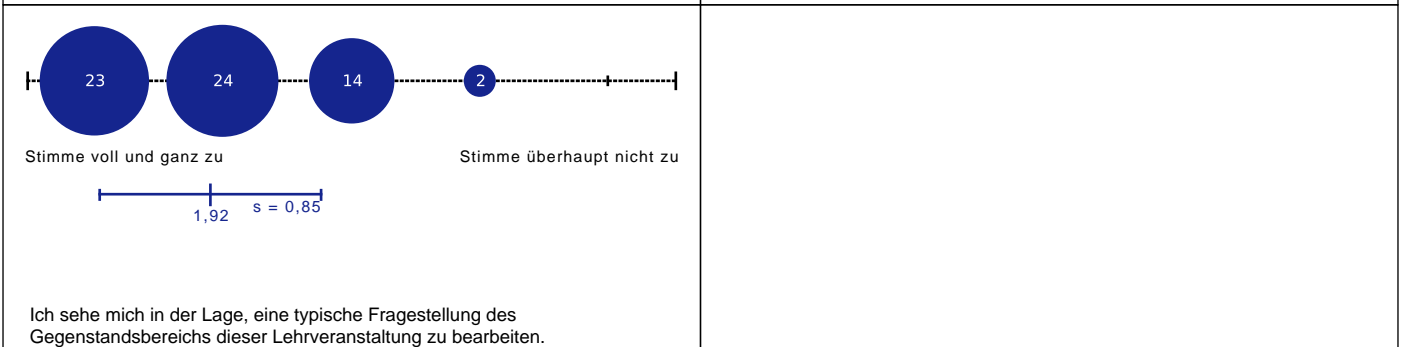 23 24 14 2
Stimme voll und ganz zu Stimme überhaupt nicht zu
1,92 s = 0,85
Ich sehe mich in der Lage, eine typische Fragestellung des
Gegenstandsbereichs dieser Lehrveranstaltung zu bearbeiten.